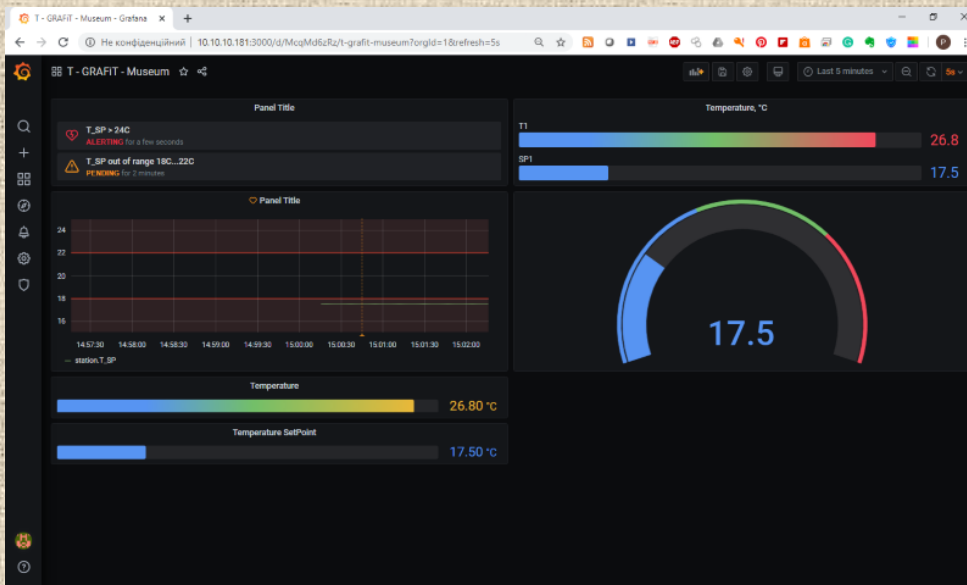 T - GRAFiT - Museum - Grafana
Не конфіденційний
10.10.10.181:3000/d/McqMd6zRz/t-grafit-museum?orgId=1&refresh=5s
T - GRAFiT - Museum
Last 5 minutes
5s
Panel Title
T_SP > 24C
ALERTING for a few seconds
T_SP out of range 18C...22C
PENDING for 2 minutes
Temperature, °C
T1
26.8
SP1
17.5
Panel Title
24
22
20
18
16
14:57:30 14:58:00 14:58:30 14:59:00 14:59:30 15:00:00 15:00:30 15:01:00 15:01:30 15:02:00
station.T_SP
17.5
Temperature
26.80 °C
Temperature SetPoint
17.50 °C